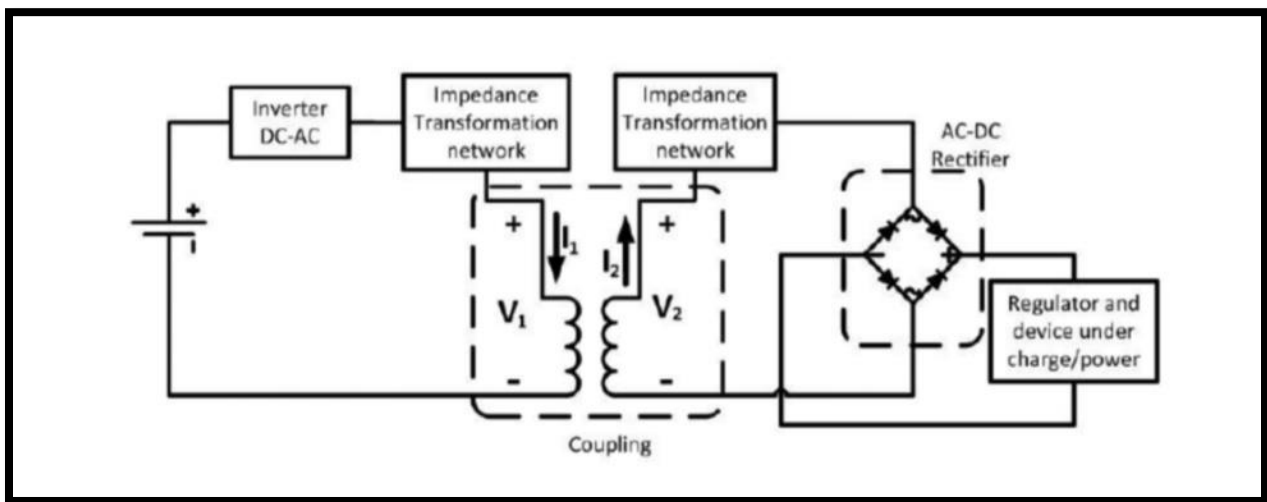 Inverter
DC-AC
Impedance
Transformation
network
Impedance
Transformation
network
AC-DC
Rectifier
+
-
+
I1
I2
+
V1
V2
-
-
Regulator and
device under
charge/power
Coupling